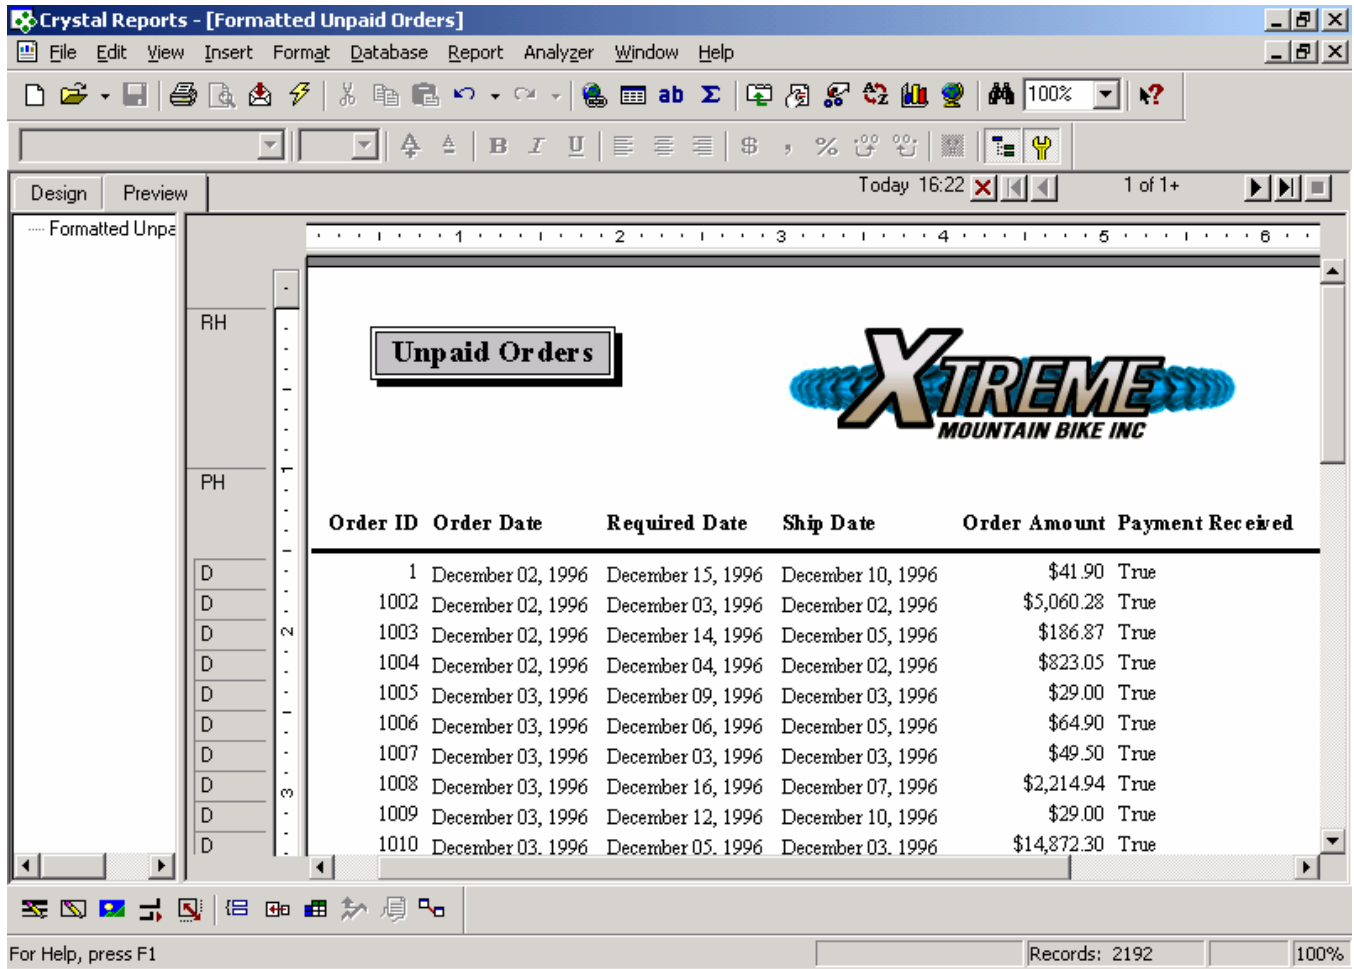 Crystal Reports - [Formatted Unpaid Orders]
File Edit View Insert Format Database Report Analyzer Window Help
ab Σ 100% ?
B I U $ , %
Design Preview Today 16:22 1 of 1+
Formatted Unpa
1 2 3 4 5 6
RH
Unpaid Orders
XTREME
MOUNTAIN BIKE INC
PH
1
Order ID Order Date Required Date Ship Date Order Amount Payment Received
D 1 December 02, 1996 December 15, 1996 December 10, 1996 $41.90 True
D 1002 December 02, 1996 December 03, 1996 December 02, 1996 $5,060.28 True
D 2 1003 December 02, 1996 December 14, 1996 December 05, 1996 $186.87 True
D 1004 December 02, 1996 December 04, 1996 December 02, 1996 $823.05 True
D 1005 December 03, 1996 December 09, 1996 December 03, 1996 $29.00 True
D 1006 December 03, 1996 December 06, 1996 December 05, 1996 $64.90 True
D 1007 December 03, 1996 December 03, 1996 December 03, 1996 $49.50 True
D 3 1008 December 03, 1996 December 16, 1996 December 07, 1996 $2,214.94 True
D 1009 December 03, 1996 December 12, 1996 December 10, 1996 $29.00 True
D 1010 December 03, 1996 December 05, 1996 December 03, 1996 $14,872.30 True
For Help, press F1 Records: 2192 100%